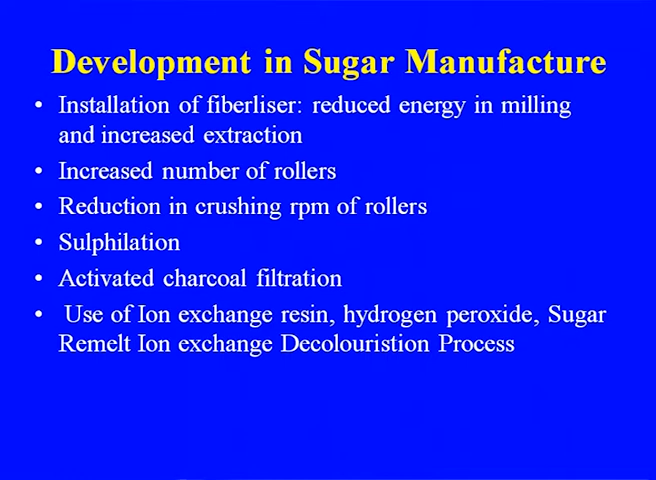 Development in Sugar Manufacture
• Installation of fiberliser: reduced energy in milling
and increased extraction
• Increased number of rollers
• Reduction in crushing rpm of rollers
• Sulphilation
• Activated charcoal filtration
• Use of Ion exchange resin, hydrogen peroxide, Sugar
Remelt Ion exchange Decolouristion Process